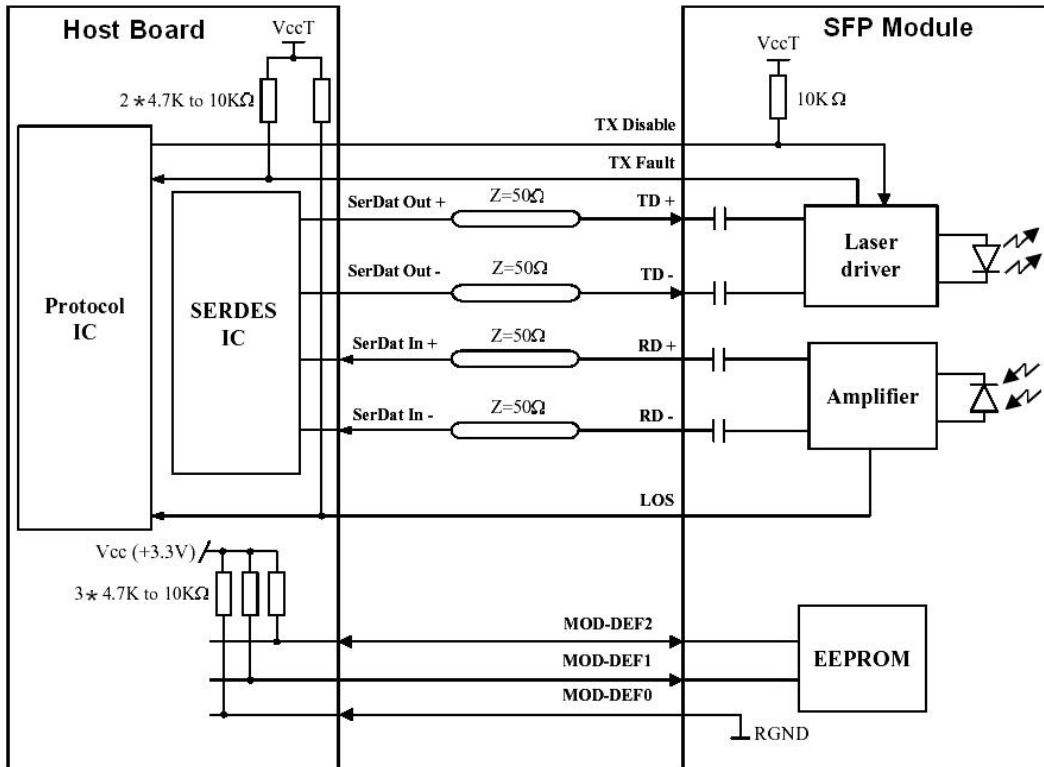 Host Board
SFP Module
VccT
VccT
2*4.7K to 10KΩ
10KΩ
TX Disable
TX Fault
SerDat Out +
Z=50Ω
TD +
SerDat Out -
Z=50Ω
TD -
Laser
driver
Protocol
IC
SERDES
IC
SerDat In +
Z=50Ω
RD +
SerDat In -
Z=50Ω
RD -
Amplifier
LOS
Vcc (+3.3V)
3*4.7K to 10KΩ
MOD-DEF2
MOD-DEF1
MOD-DEF0
EEPROM
RGND